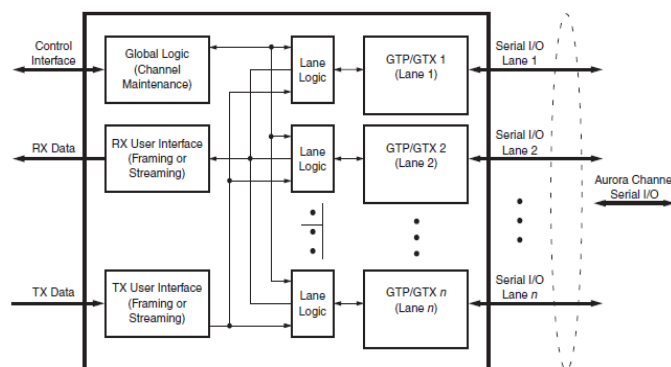 Control
Interface
Global Logic
(Channel
Maintenance)
Lane
Logic
GTP/GTX 1
(Lane 1)
Serial I/O
Lane 1
RX Data
RX User Interface
(Framing or
Streaming)
Lane
Logic
GTP/GTX 2
(Lane 2)
Serial I/O
Lane 2
Aurora Channel
Serial I/O
TX Data
TX User Interface
(Framing or
Streaming)
Lane
Logic
GTP/GTX n
(Lane n)
Serial I/O
Lane n